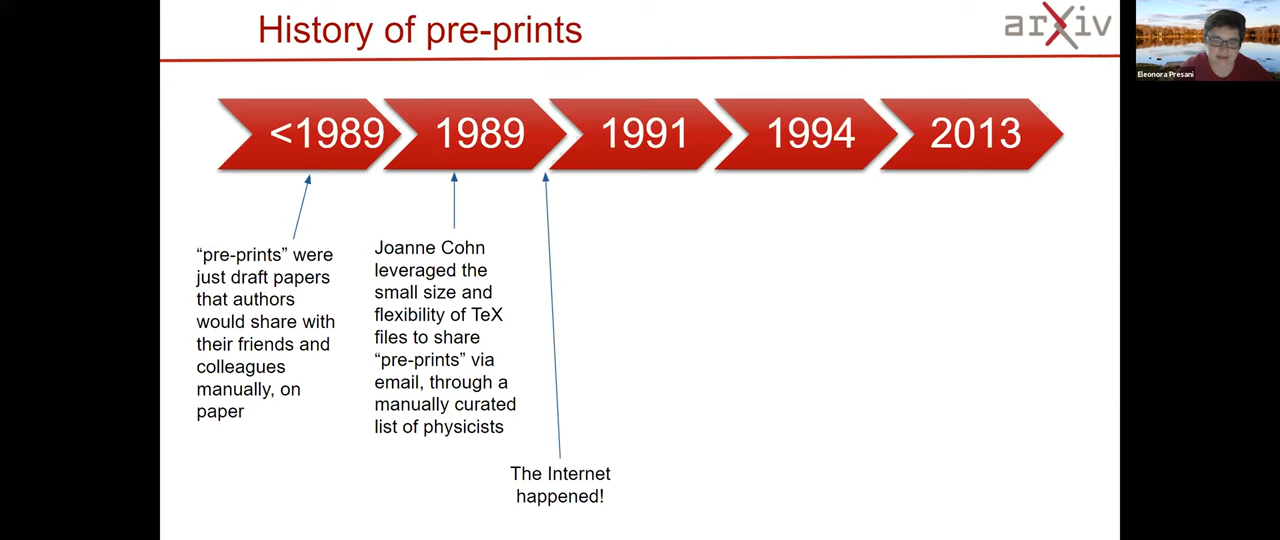 History of pre-prints
arXiv
Eleonora Presani
<1989
1989
1991
1994
2013
“pre-prints” were
just draft papers
that authors
would share with
their friends and
colleagues
manually, on
paper
Joanne Cohn
leveraged the
small size and
flexibility of TeX
files to share
“pre-prints” via
email, through a
manually curated
list of physicists
The Internet
happened!